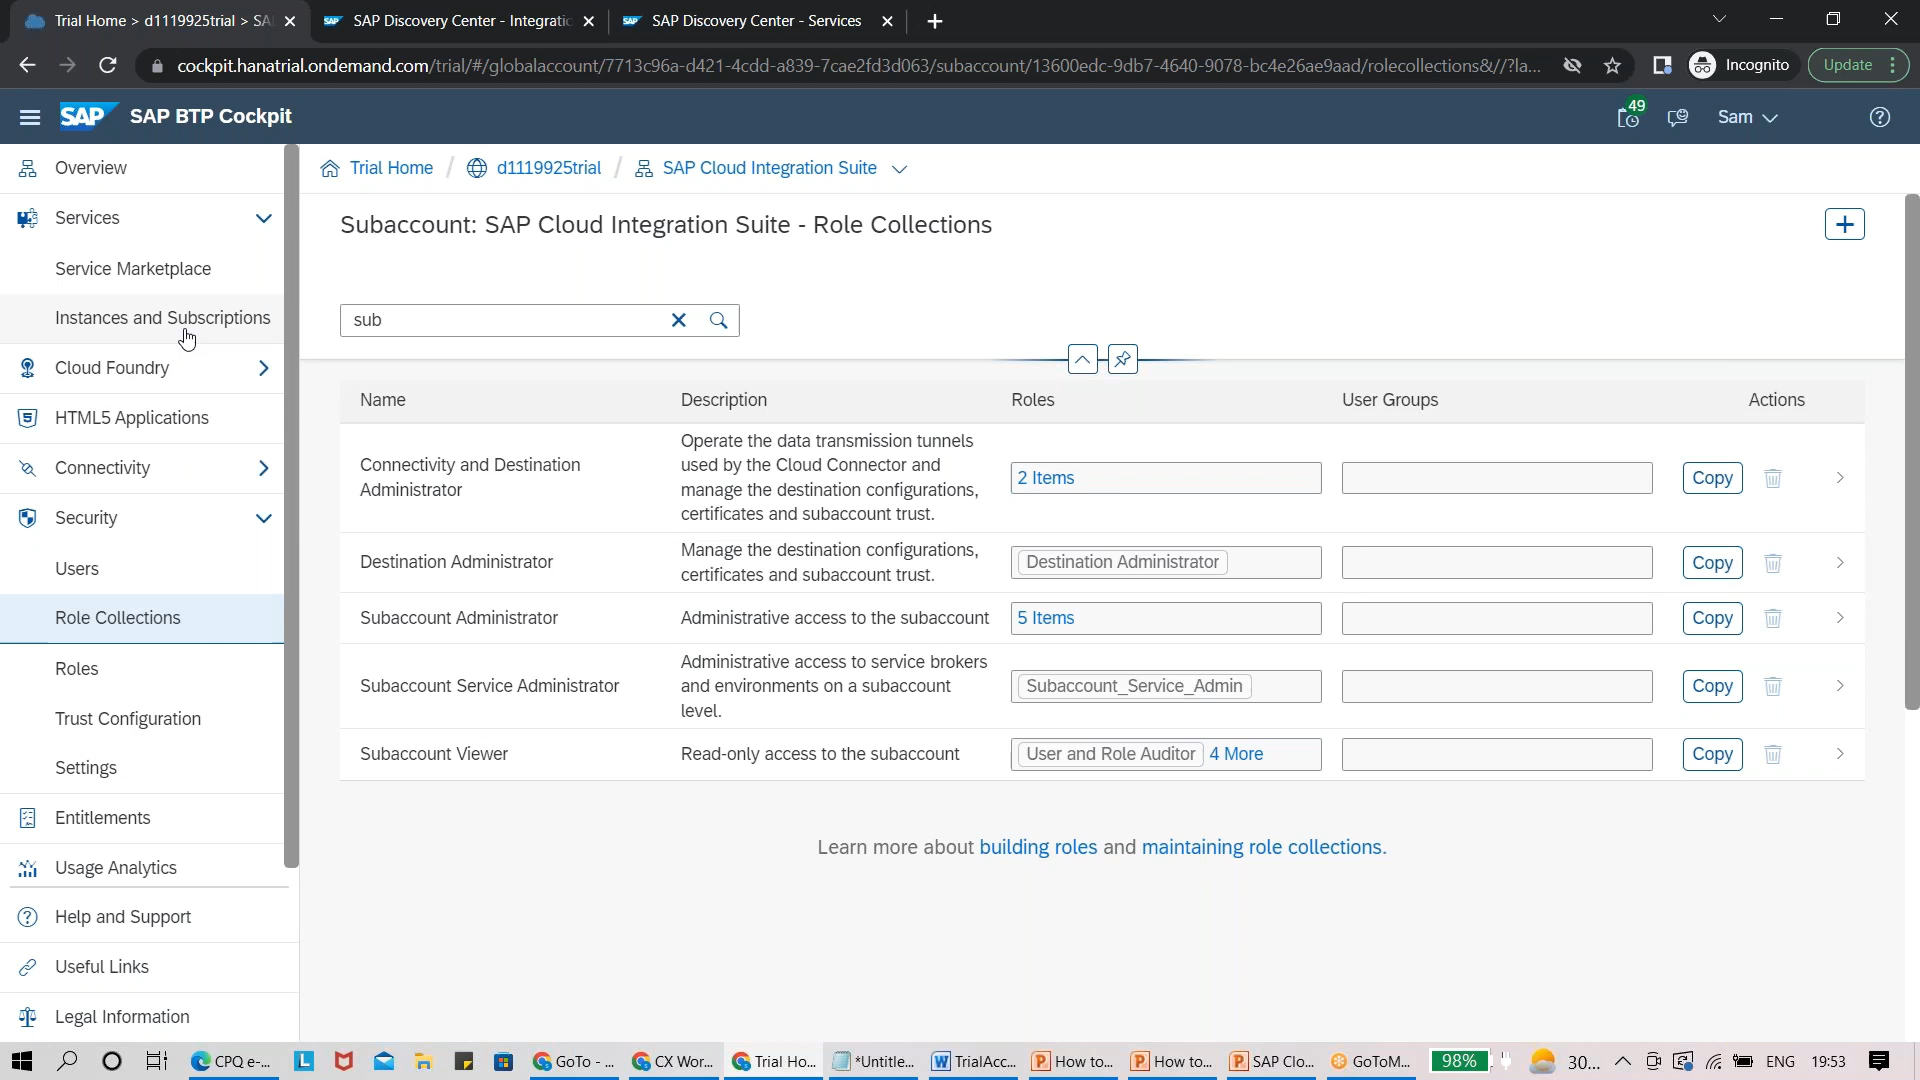 Trial Home > d1119925trial > SA
SAP Discovery Center - Integratic
SAP Discovery Center - Services
cockpit.hanatrial.ondemand.com/trial/#/globalaccount/7713c96a-d421-4cdd-a839-7cae2fd3d063/subaccount/13600edc-9db7-4640-9078-bc4e26ae9aad/rolecollections&//?la...
Incognito
Update
SAP
SAP BTP Cockpit
49
Sam
Overview
Services
Service Marketplace
Instances and Subscriptions
Cloud Foundry
HTML5 Applications
Connectivity
Security
Users
Role Collections
Roles
Trust Configuration
Settings
Entitlements
Usage Analytics
Help and Support
Useful Links
Legal Information
Trial Home / d1119925trial / SAP Cloud Integration Suite
Subaccount: SAP Cloud Integration Suite - Role Collections
sub
Name Description Roles User Groups Actions
Connectivity and Destination
Administrator
Operate the data transmission tunnels
used by the Cloud Connector and
manage the destination configurations,
certificates and subaccount trust.
2 Items
Copy
Destination Administrator
Manage the destination configurations,
certificates and subaccount trust.
Destination Administrator
Copy
Subaccount Administrator
Administrative access to the subaccount
5 Items
Copy
Subaccount Service Administrator
Administrative access to service brokers
and environments on a subaccount
level.
Subaccount_Service_Admin
Copy
Subaccount Viewer
Read-only access to the subaccount
User and Role Auditor 4 More
Copy
Learn more about building roles and maintaining role collections.
CPQ e-...
GoTo - ...
CX Wor...
Trial Ho...
*Untitle...
TrialAcc...
How to...
How to...
SAP Clo...
GoToM...
98%
30...
ENG
19:53